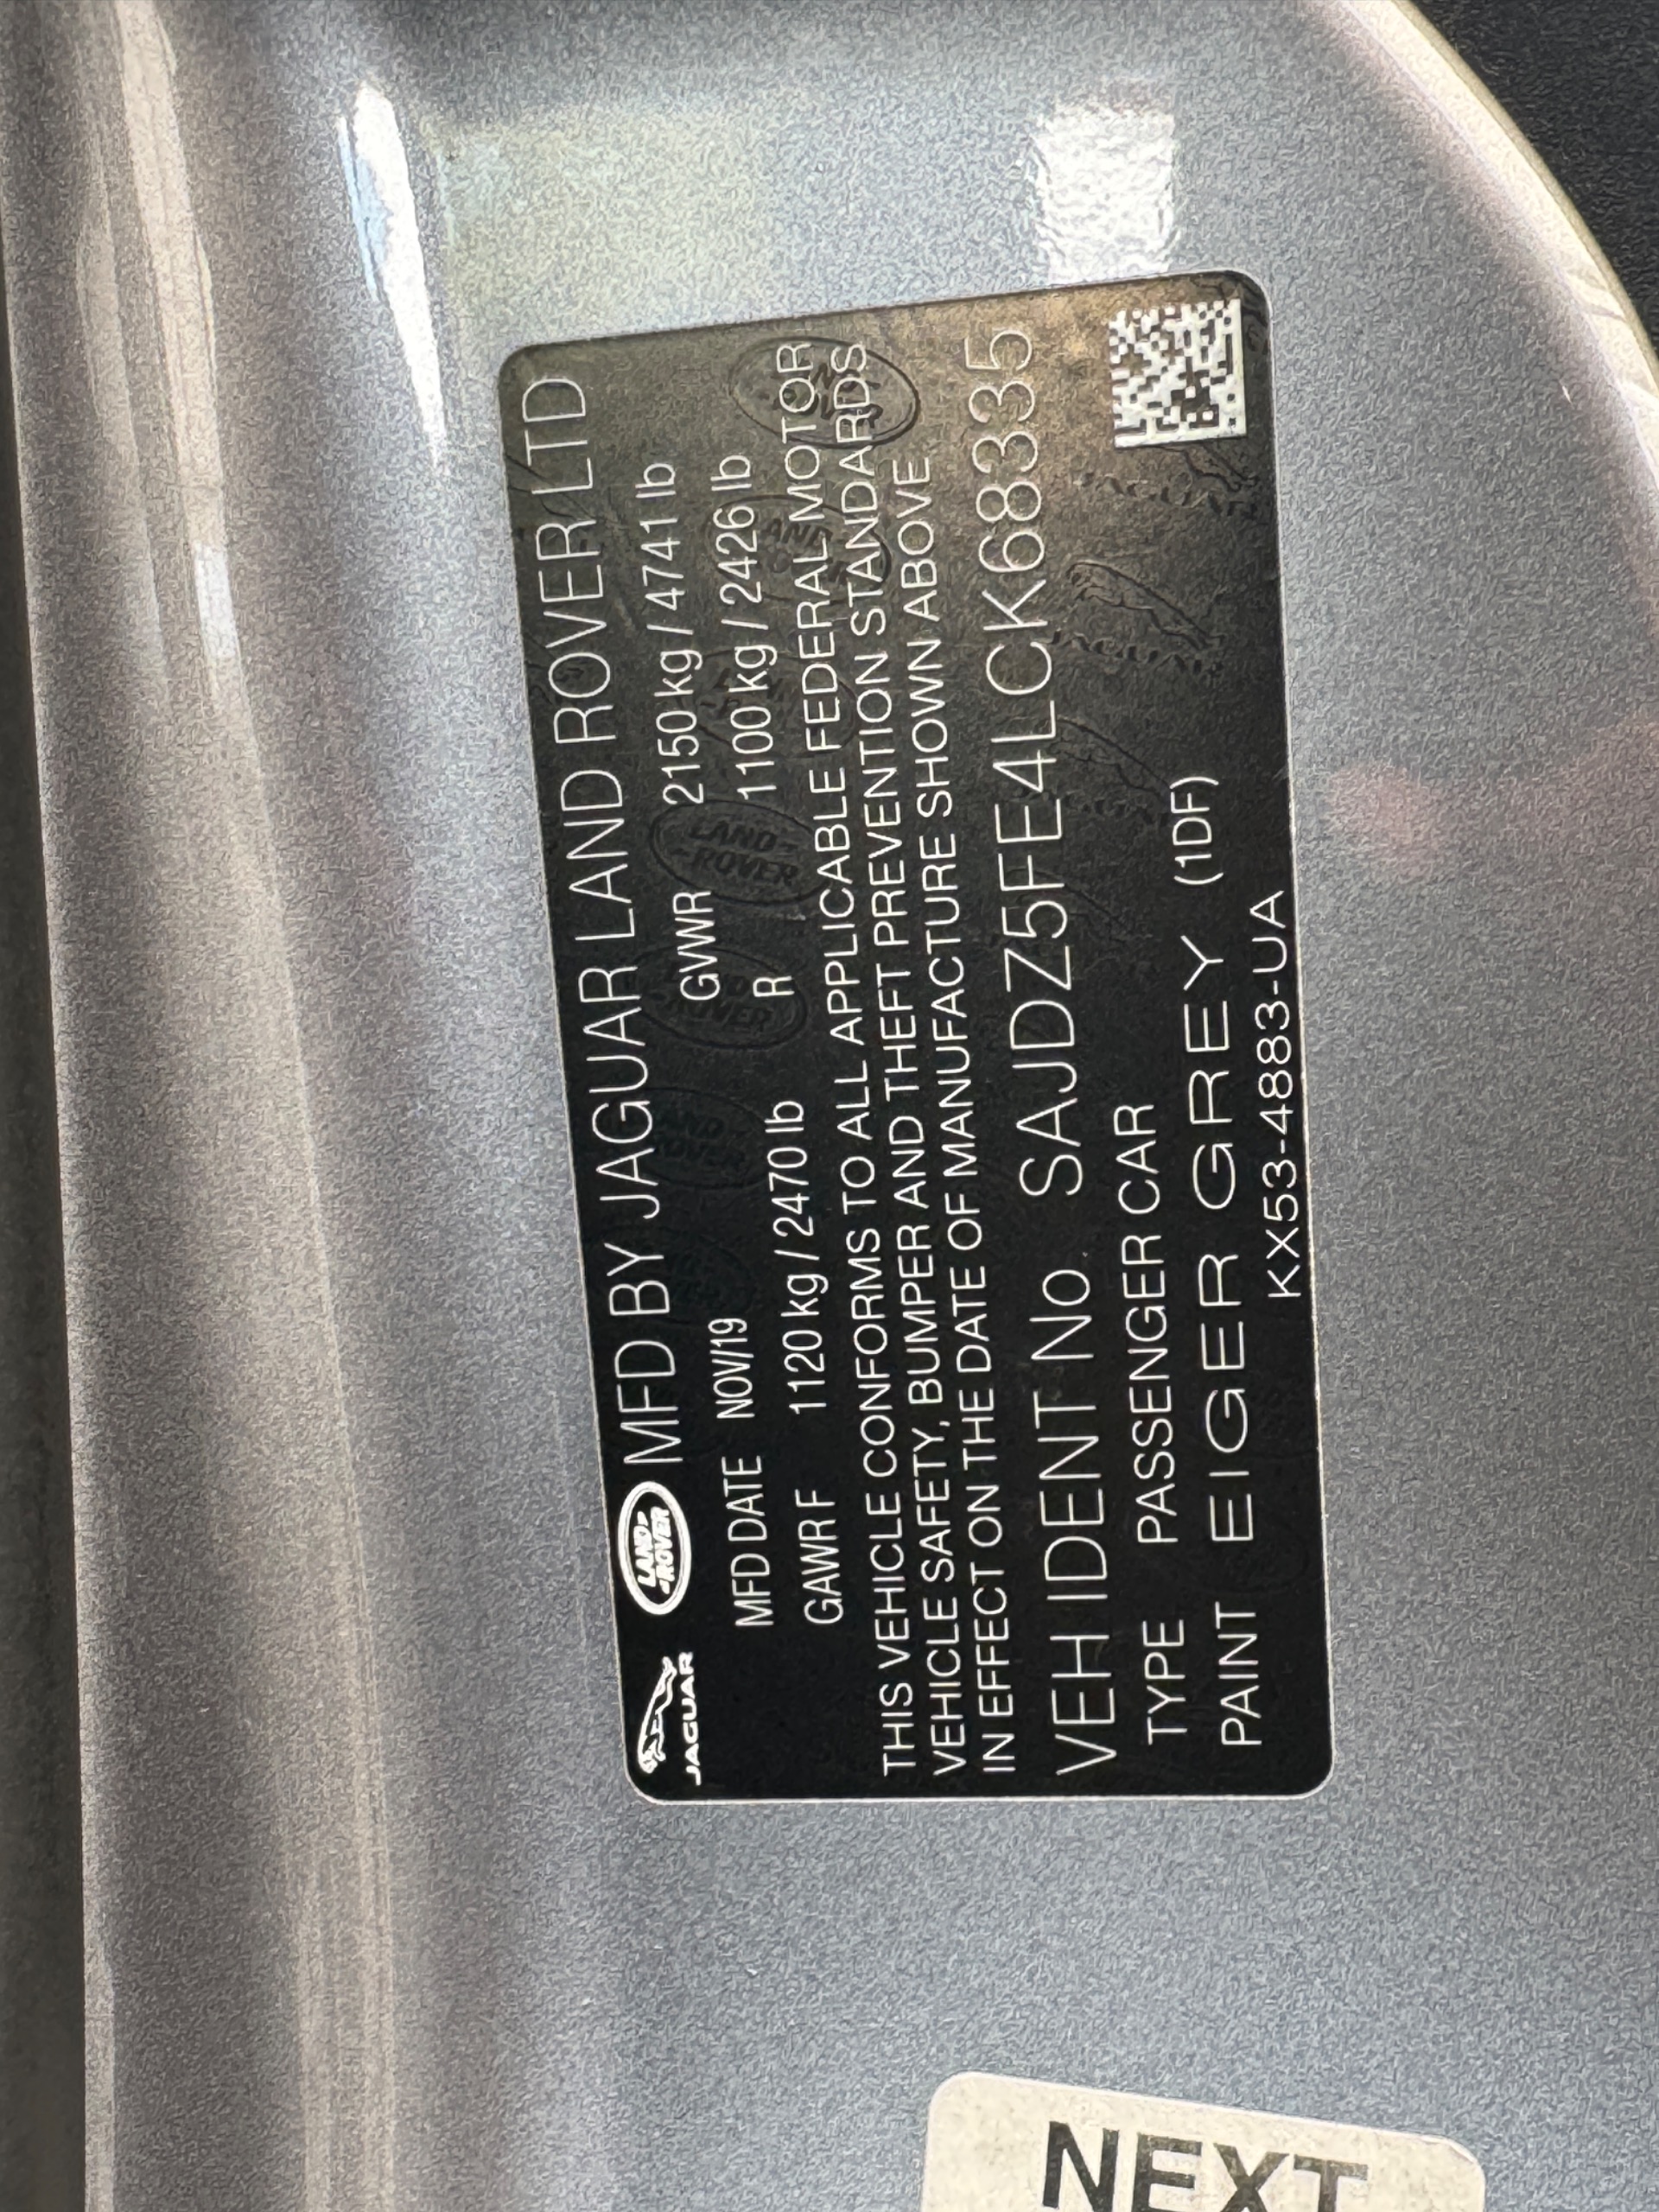 JAGUAR LAND ROVER MFD BY JAGUAR LAND ROVER LTD
MFD DATE NOV/19 GVWR 2150 kg / 4741 lb
GAWR F 1120 kg / 2470 lb R 1100 kg / 2426 lb
THIS VEHICLE CONFORMS TO ALL APPLICABLE FEDERAL MOTOR
VEHICLE SAFETY, BUMPER AND THEFT PREVENTION STANDARDS
IN EFFECT ON THE DATE OF MANUFACTURE SHOWN ABOVE
VEH IDENT No SAJDZ5FE4LCK68335
TYPE PASSENGER CAR
PAINT EIGER GREY (1DF)
KX53-4883-UA
NEXT